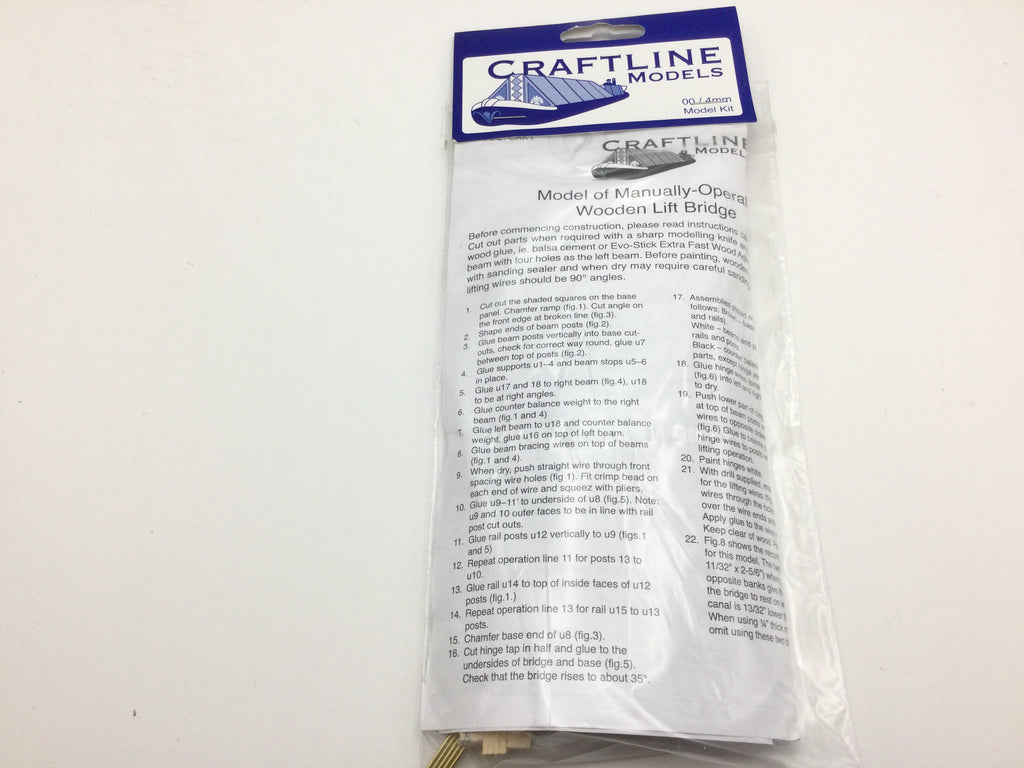 CRAFTLINE
MODELS
00 / 4mm
Model Kit
CRAFTLINE
MODEL
Model of Manually-Opera
Wooden Lift Bridge
Before commencing construction, please read instructions
Cut out parts when required with a sharp modelling knife
wood glue, ie. balsa cement or Evo-Stick Extra Fast Wood
beam with four holes as the left beam. Before painting, wooden
with sanding sealer and when dry may require careful
lifting wires should be 90° angles.
1. Cut out the shaded squares on the base
panel. Chamfer ramp (fig.1). Cut angle on
the front edge at broken line (fig.3).
2. Shape ends of beam posts (fig.2).
3. Glue beam posts vertically into base cut-
outs, check for correct way round, glue u7
between top of posts (fig.2).
4. Glue supports u1–4 and beam stops u5–6
in place.
5. Glue u17 and 18 to right beam (fig.4), u18
to be at right angles.
6. Glue counter balance weight to the right
beam (fig.1 and 4)
7. Glue left beam to u18 and counter balance
weight, glue u16 on top of left beam.
8. Glue beam bracing wires on top of beams
(fig.1 and 4).
9. When dry, push straight wire through front
spacing wire holes (fig 1). Fit crimp bead on
each end of wire and squeez with pliers.
10. Glue u9–11' to underside of u8 (fig.5). Note:
u9 and 10 outer faces to be in line with rail
post cut outs.
11. Glue rail posts u12 vertically to u9 (figs.1
and 5)
12. Repeat operation line 11 for posts 13 to
u10.
13. Glue rail u14 to top of inside faces of u12
posts (fig.1.)
14. Repeat operation line 13 for rail u15 to u13
posts.
15. Chamfer base end of u8 (fig.3).
16. Cut hinge tap in half and glue to the
undersides of bridge and base (fig.5).
Check that the bridge rises to about 35°.
17. Assemblies
follows:
and rails)
White –
rails and
Black – counter
parts, except
18. Glue hinge
(fig.6) into left
to dry.
19. Push lower part
at top of beam
wires to opposite
(fig.6) Glue to
hinge wires to posts
lifting operation.
20. Paint hinges white.
21. With drill supplied,
for the lifting wires
wires through the
over the wire ends
Apply glue to the
Keep clear of wood.
22. Fig.8 shows the
for this model. The
11/32" x 2-5/6")
opposite banks
the bridge to rest
canal is 13/32" lower
When using ¼" thick
omit using these two